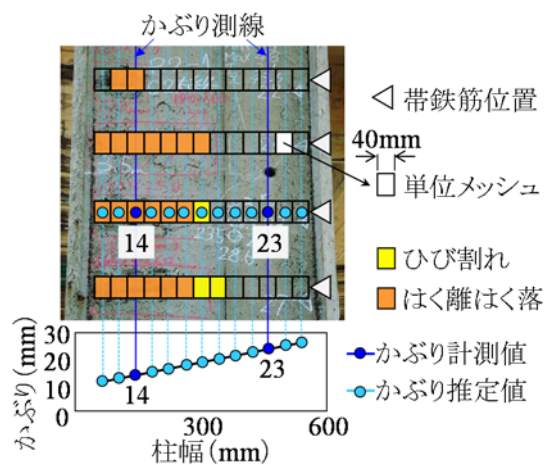 かぶり測線
帯鉄筋位置
40mm
単位メッシュ
14
23
ひび割れ
はく離はく落
かぶり計測値
かぶり推定値
かぶり(mm)
30
20
10
0
14
23
300
600
柱幅(mm)